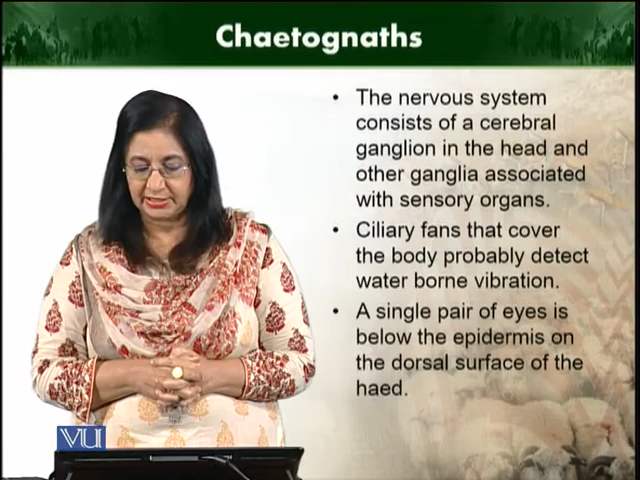 Chaetognaths
• The nervous system
consists of a cerebral
ganglion in the head and
other ganglia associated
with sensory organs.
• Ciliary fans that cover
the body probably detect
water borne vibration.
• A single pair of eyes is
below the epidermis on
the dorsal surface of the
haed.
VU